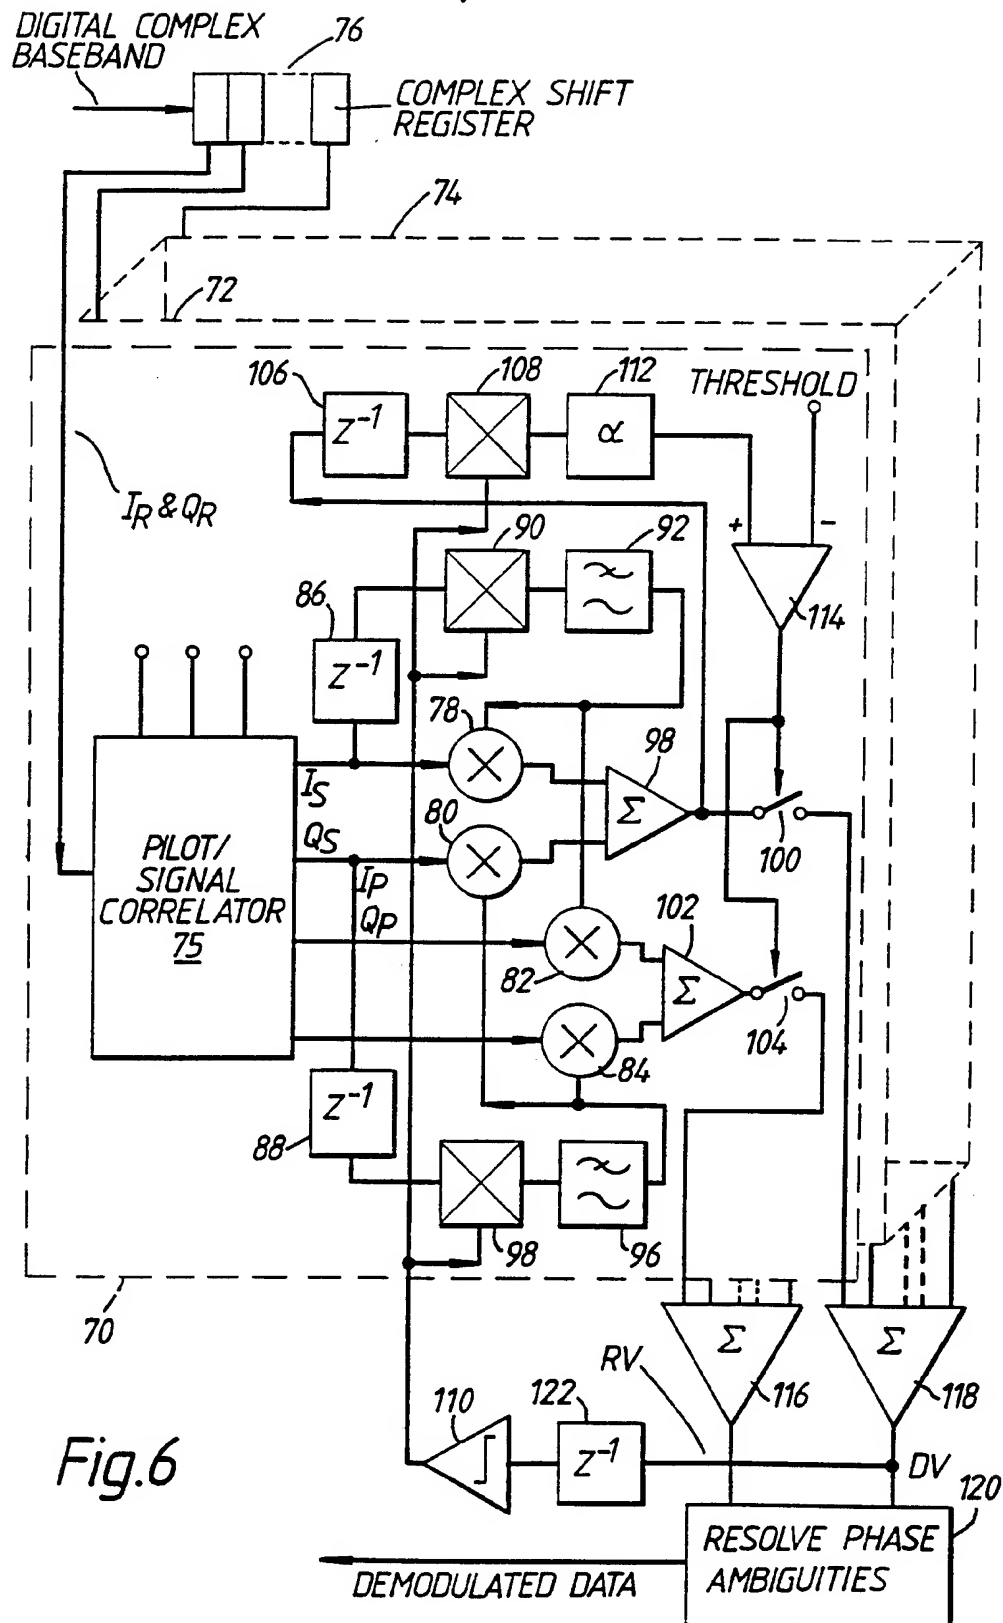 DIGITAL COMPLEX
BASEBAND
76
COMPLEX SHIFT
REGISTER
74
72
106
108
112
THRESHOLD
Z⁻¹
α
I_R & Q_R
90
92
+
−
86
114
Z⁻¹
78
98
I_S
Σ
80
Q_S
100
PILOT/
SIGNAL
CORRELATOR
75
I_P
Q_P
102
82
Σ
104
84
Z⁻¹
88
98
96
70
Σ
Σ
RV
116
118
110
122
Z⁻¹
DV
120
Fig.6
RESOLVE PHASE
AMBIGUITIES
DEMODULATED DATA